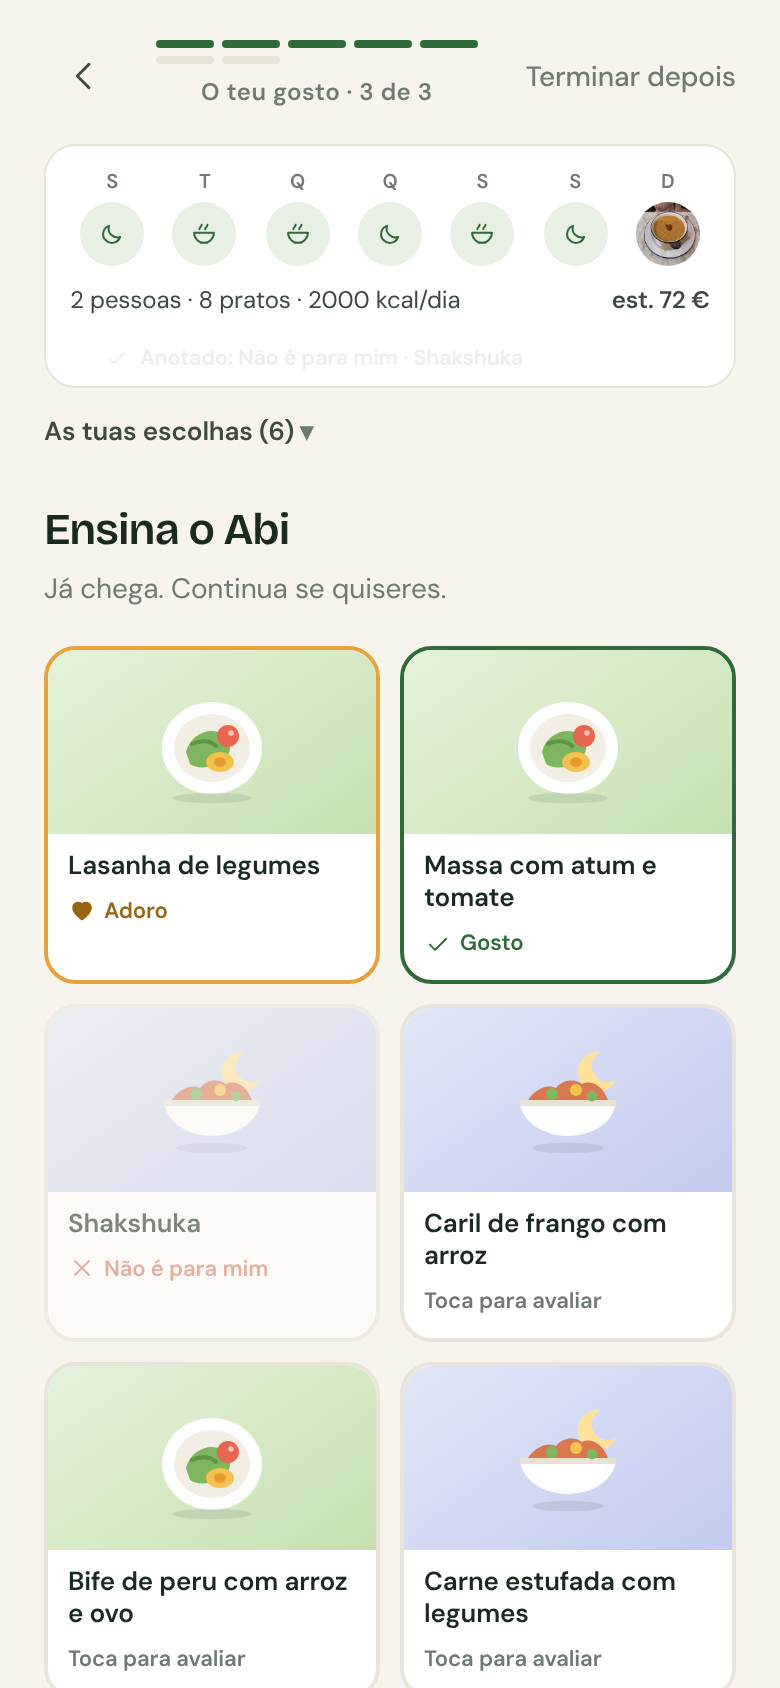 O teu gosto · 3 de 3
Terminar depois
S T Q Q S S D
2 pessoas · 8 pratos · 2000 kcal/dia
est. 72 €
Anotado: Não é para mim · Shakshuka
As tuas escolhas (6) ▾
Ensina o Abi
Já chega. Continua se quiseres.
Lasanha de legumes
Adoro
Massa com atum e
tomate
Gosto
Shakshuka
Não é para mim
Caril de frango com
arroz
Toca para avaliar
Bife de peru com arroz
e ovo
Toca para avaliar
Carne estufada com
legumes
Toca para avaliar